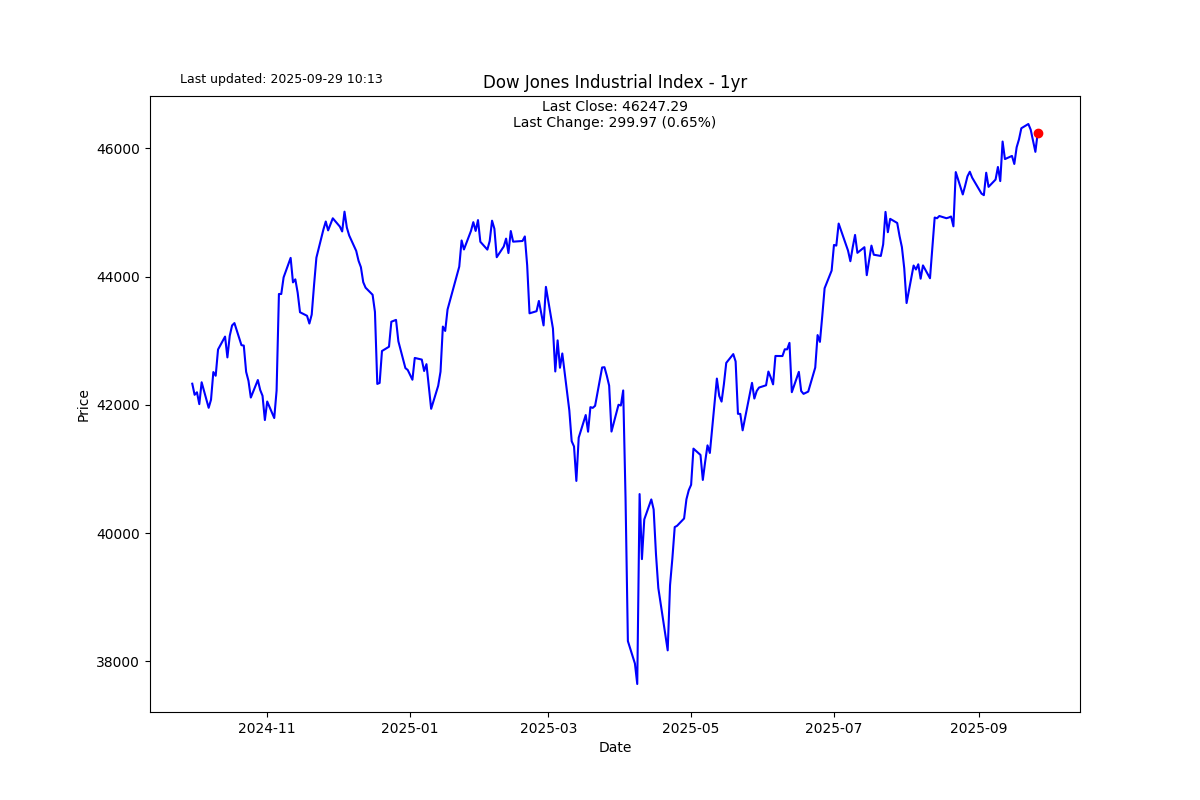 Last updated: 2025-09-29 10:13
Dow Jones Industrial Index - 1yr
Last Close: 46247.29
Last Change: 299.97 (0.65%)
46000
44000
42000
40000
38000
Price
2024-11
2025-01
2025-03
2025-05
2025-07
2025-09
Date